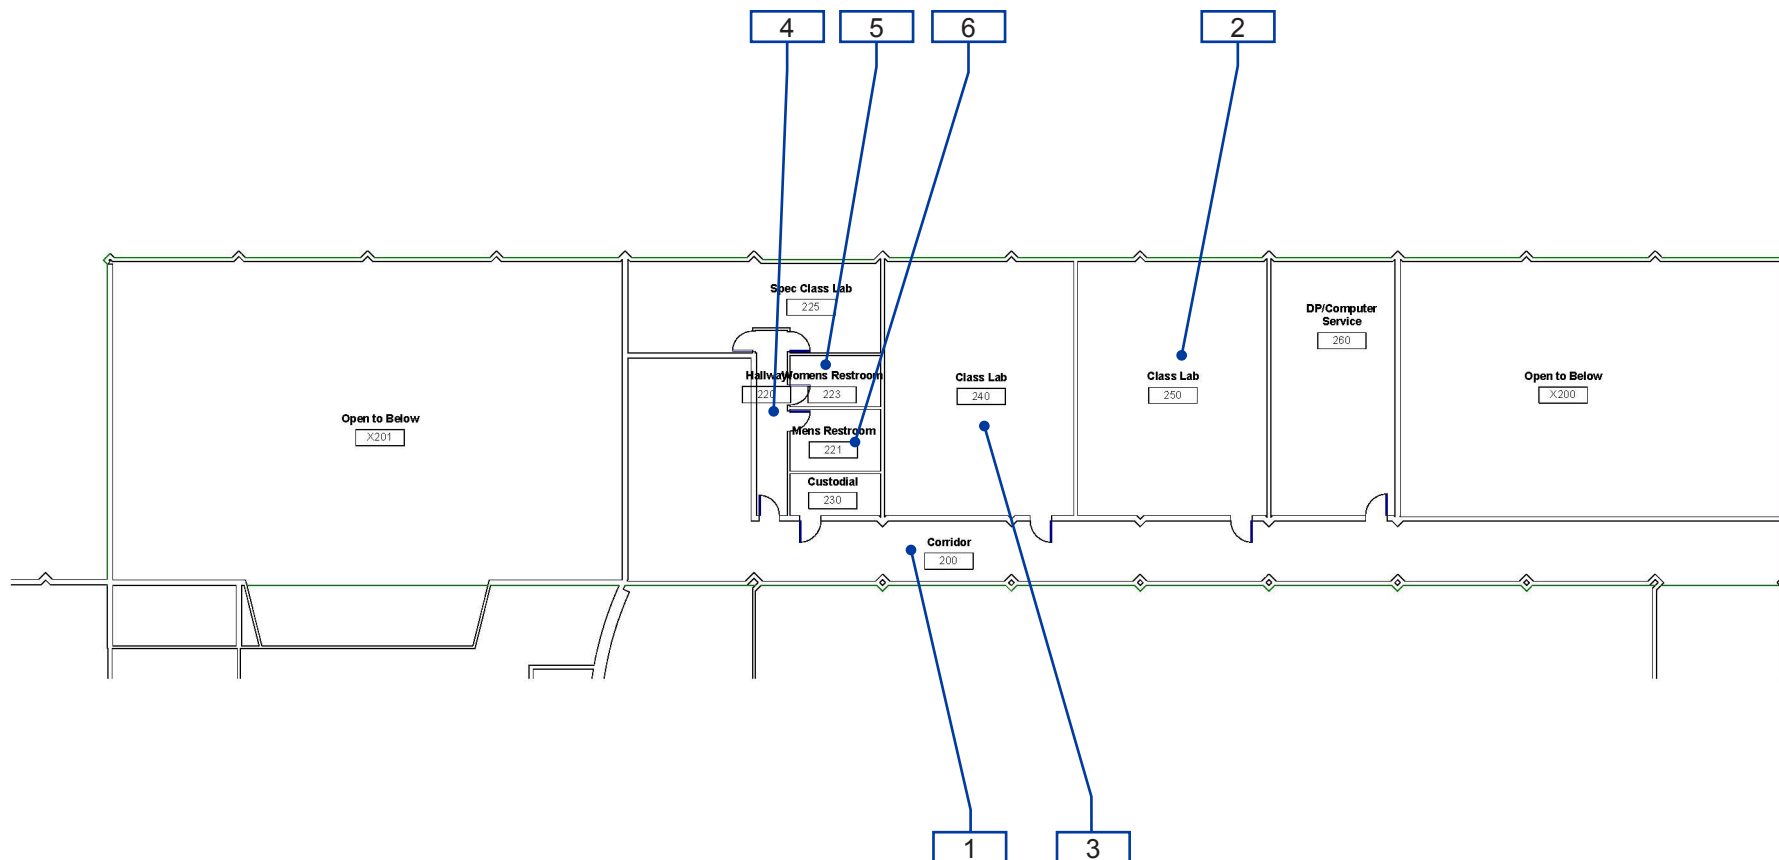 4
5
6
2
Spec Class Lab
225
DP/Computer
Service
260
Hallway
220
Womens Restroom
223
Class Lab
240
Class Lab
250
Open to Below
X200
Open to Below
X201
Mens Restroom
221
Custodial
230
Corridor
200
1
3